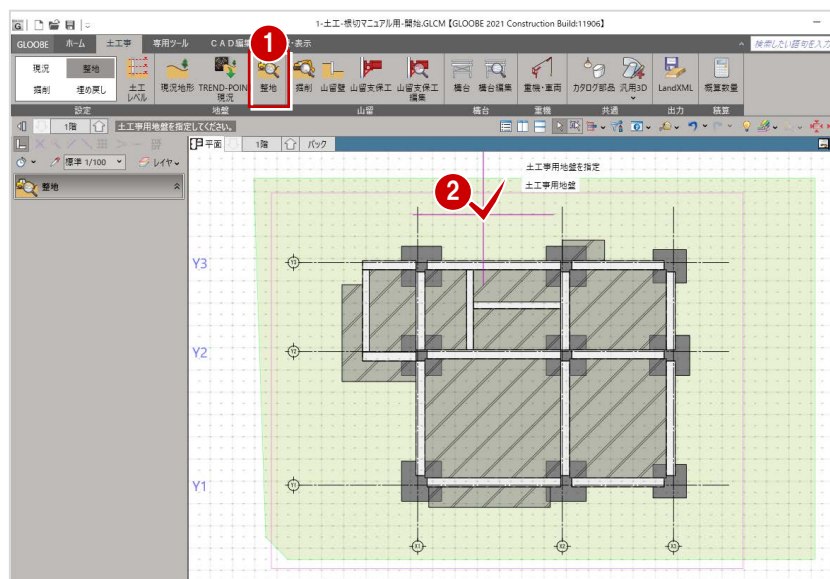 1-土工-根切マニュアル用-開始.GLCM【GLOOBE 2021 Construction Build:11906】
GLOOBE ホーム 土工事 専用ツール ＣＡＤ編 表示 検索したい語句を入力
1
現況 整地
掘削 埋め戻し
土工レベル 現況地形 TREND-POIN現況 整地 掘削 山留壁 山留支保工 山留支保工編集 構台 構台編集 重機・車両 カタログ部品 汎用3D LandXML 概算数量
設定 地盤 山留 構台 重機 共通 出力 積算
1階 土工事用地盤を指定してください。
平面 1階 バック
標準 1/100 レイヤ
整地
土工事用地盤を指定
土工事用地盤
2
Y3 Y3
Y2 Y2
Y1 Y1
X1 X2 X3